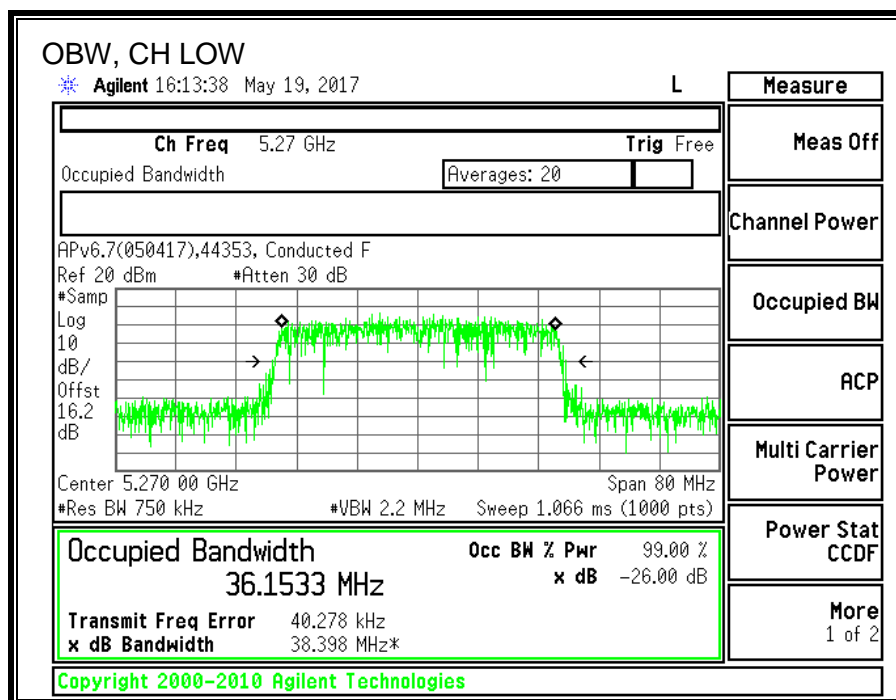 OBW, CH LOW
Agilent 16:13:38 May 19, 2017 L
Measure
Ch Freq 5.27 GHz Trig Free
Meas Off
Occupied Bandwidth Averages: 20
Channel Power
APv6.7(050417),44353, Conducted F
Ref 20 dBm #Atten 30 dB
#Samp
Log
10
dB/
Offst
16.2
dB
Occupied BW
ACP
Multi Carrier
Power
Center 5.270 00 GHz Span 80 MHz
#Res BW 750 kHz #VBW 2.2 MHz Sweep 1.066 ms (1000 pts)
Power Stat
CCDF
Occupied Bandwidth Occ BW % Pwr 99.00 %
36.1533 MHz x dB -26.00 dB
Transmit Freq Error 40.278 kHz
x dB Bandwidth 38.398 MHz*
More
1 of 2
Copyright 2000-2010 Agilent Technologies